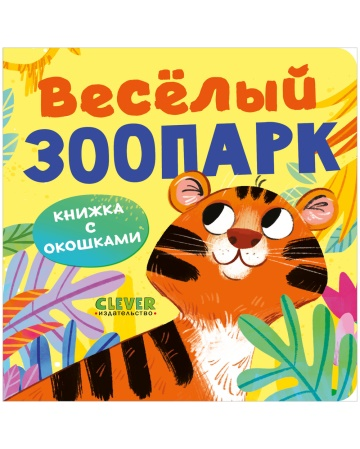 Весёлый
ЗООПАРК
КНИЖКА
С
ОКОШКАМИ
CLEVER
ИЗДАТЕЛЬСТВО